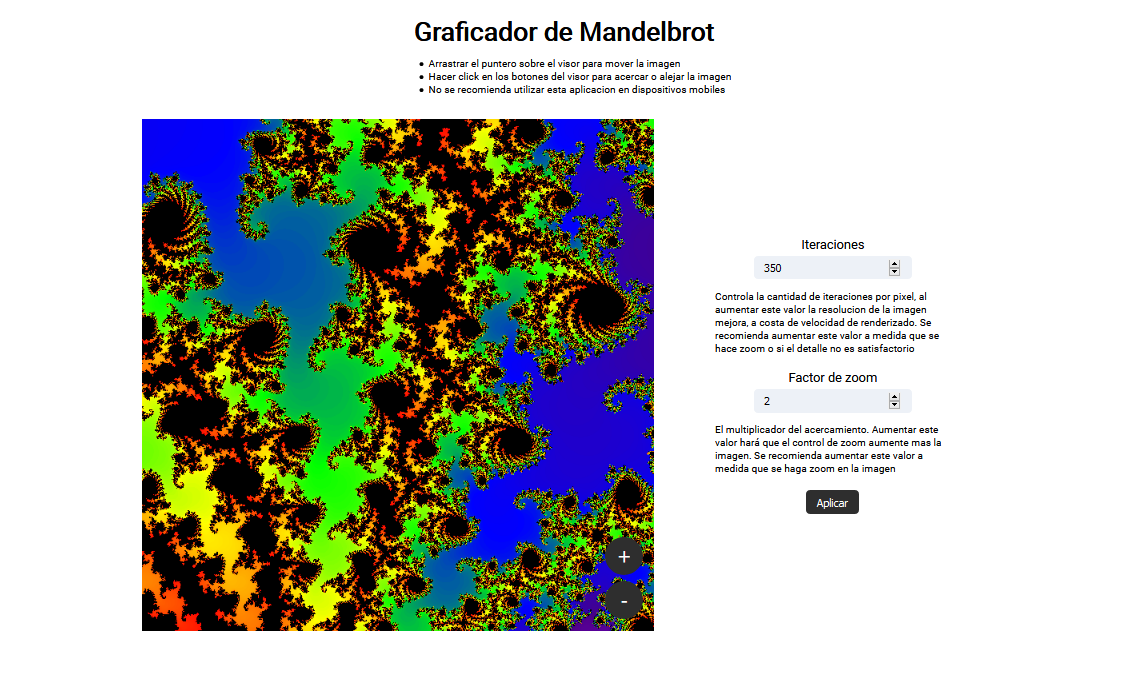 Graficador de Mandelbrot
• Arrastrar el puntero sobre el visor para mover la imagen
• Hacer click en los botones del visor para acercar o alejar la imagen
• No se recomienda utilizar esta aplicacion en dispositivos mobiles
Iteraciones
350
Controla la cantidad de iteraciones por pixel, al
aumentar este valor la resolucion de la imagen
mejora, a costa de velocidad de renderizado. Se
recomienda aumentar este valor a medida que se
hace zoom o si el detalle no es satisfactorio
Factor de zoom
2
El multiplicador del acercamiento. Aumentar este
valor hará que el control de zoom aumente mas la
imagen. Se recomienda aumentar este valor a
medida que se haga zoom en la imagen
Aplicar
+
-